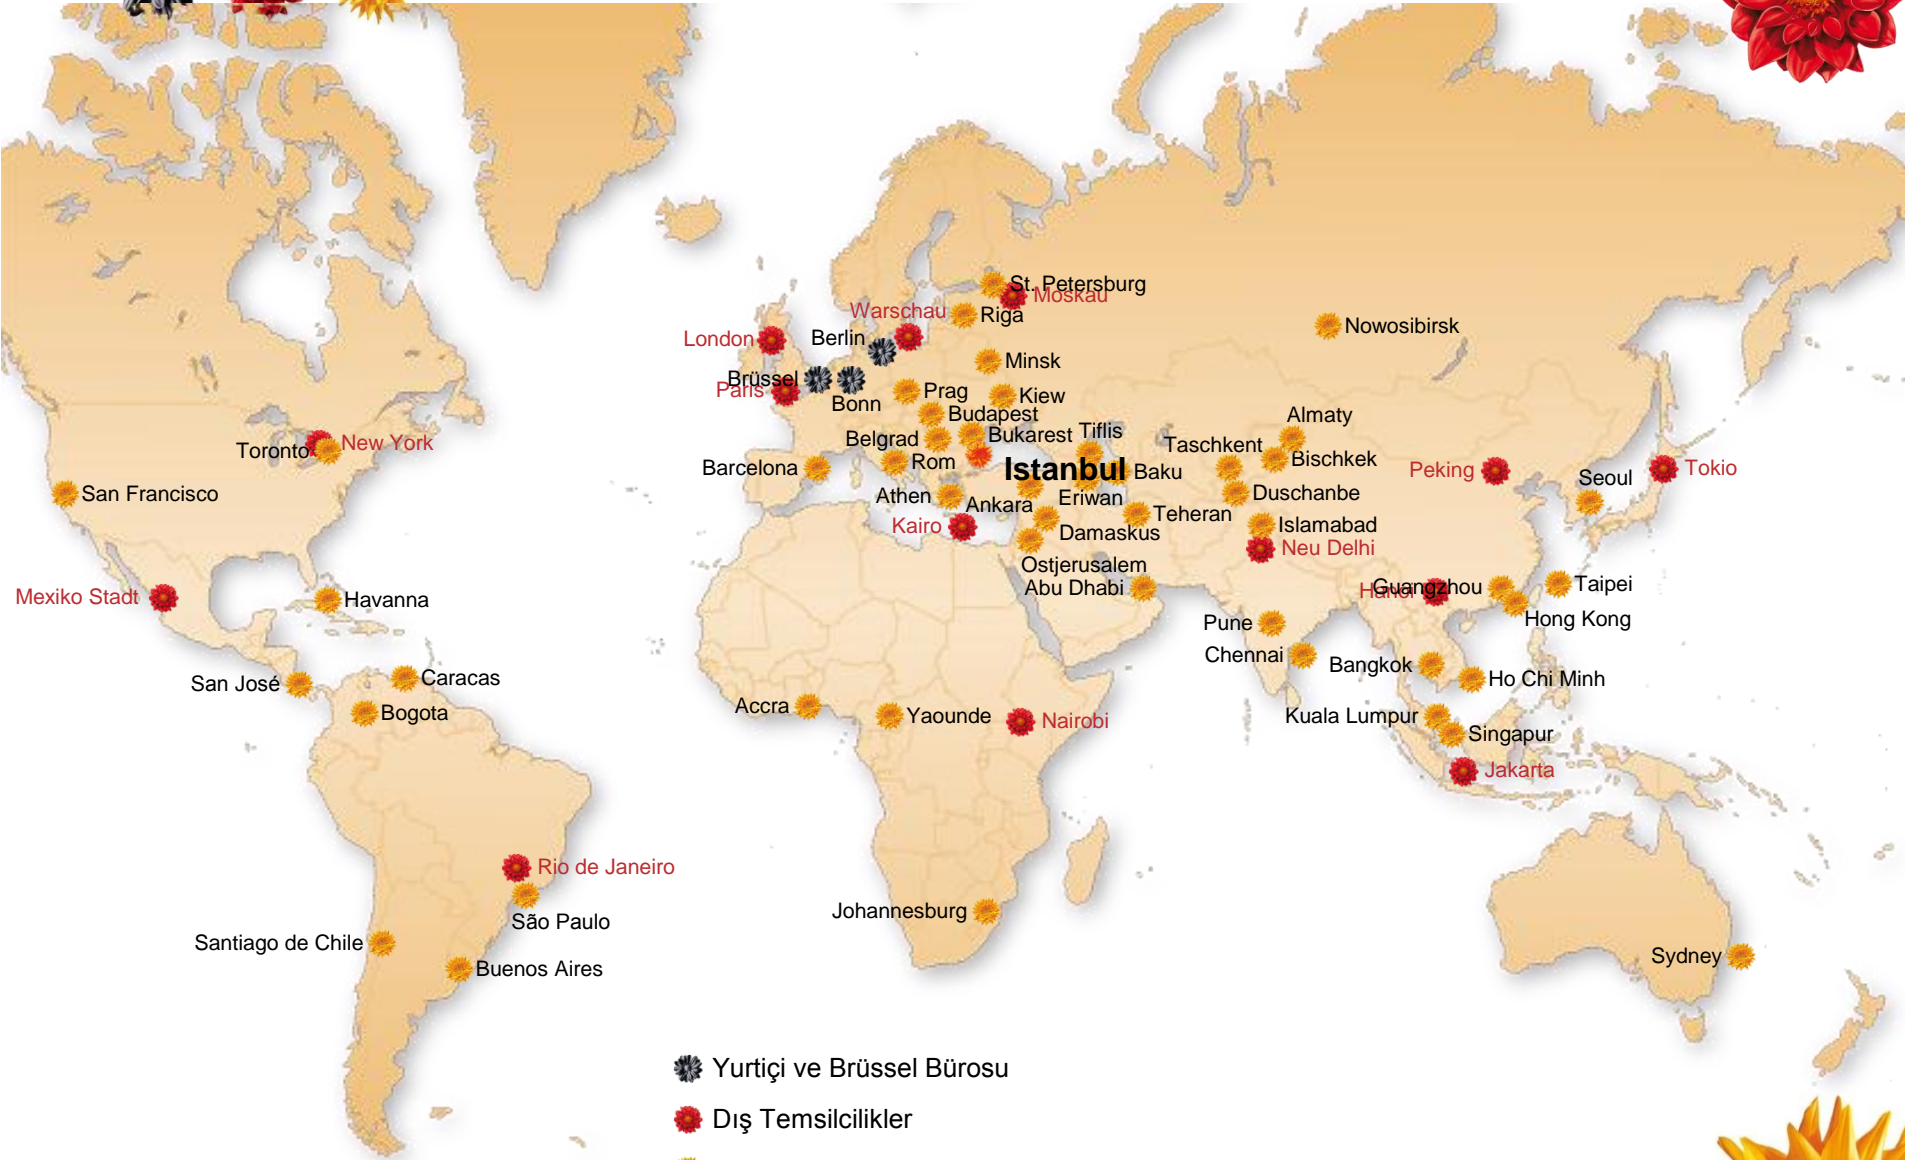 St. Petersburg
Moskau
Warschau
Riga
Nowosibirsk
London
Berlin
Minsk
Brüssel
Paris
Bonn
Prag
Kiew
Budapest
Almaty
Toronto
New York
Belgrad
Bukarest
Tiflis
Taschkent
Bischkek
Barcelona
Rom
Istanbul
Baku
Peking
Seoul
Tokio
San Francisco
Athen
Ankara
Eriwan
Duschanbe
Teheran
Kairo
Damaskus
Islamabad
Neu Delhi
Ostjerusalem
Abu Dhabi
Hanoi
Guangzhou
Taipei
Mexiko Stadt
Havanna
Hong Kong
Pune
Chennai
Bangkok
Ho Chi Minh
San José
Caracas
Bogota
Accra
Yaounde
Nairobi
Kuala Lumpur
Singapur
Jakarta
Rio de Janeiro
São Paulo
Johannesburg
Santiago de Chile
Buenos Aires
Sydney
Yurtiçi ve Brüssel Bürosu
Dış Temsilcilikler